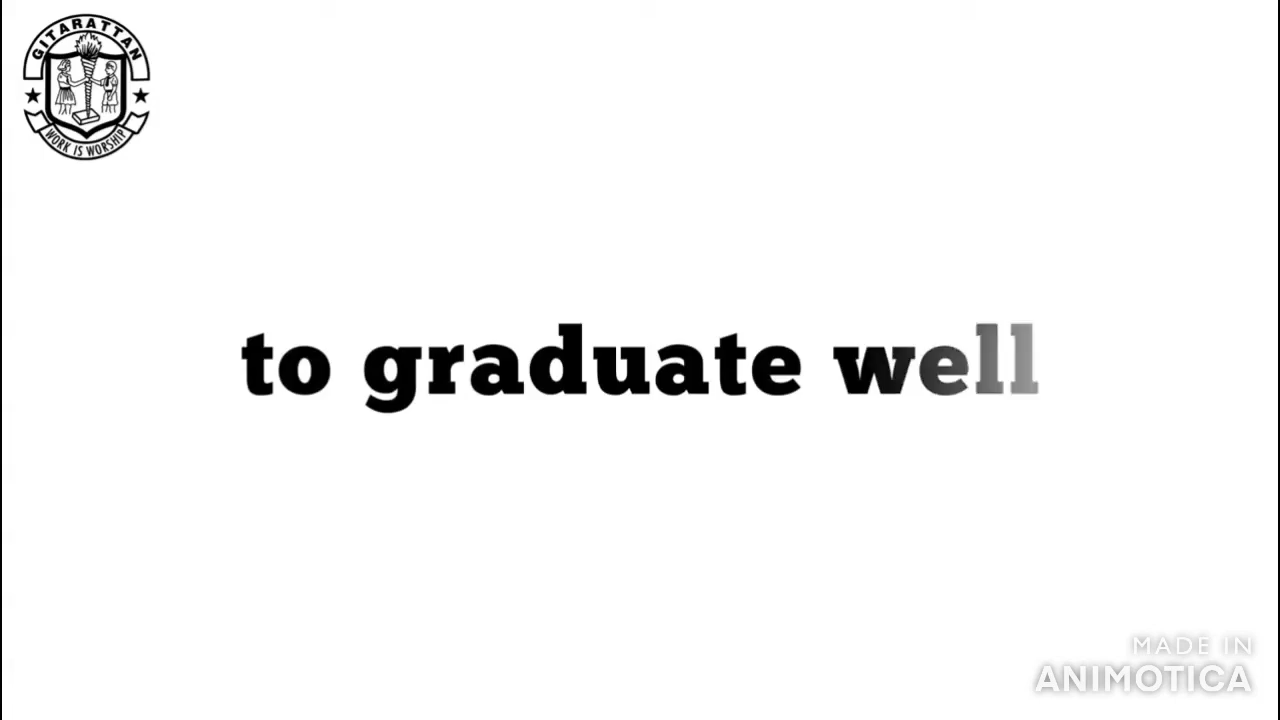 GITARATTAN
WORK IS WORSHIP
to graduate well
MADE IN
ANIMOTICA